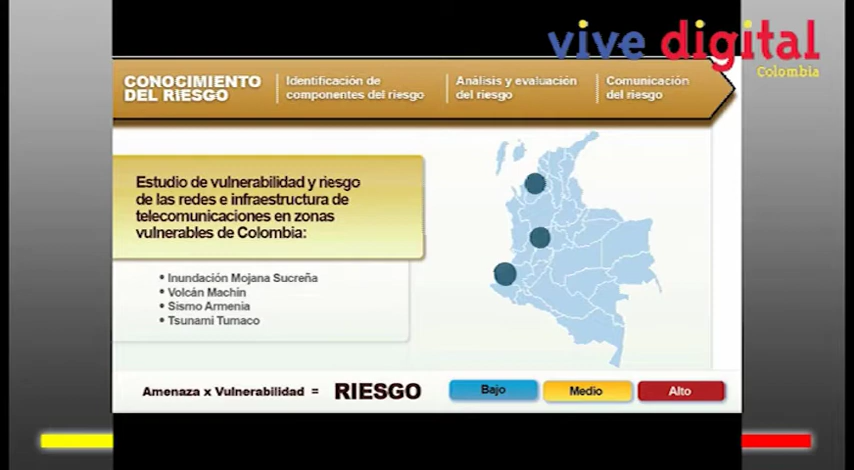 vive digital
Colombia
CONOCIMIENTO
DEL RIESGO
Identificación de
componentes del riesgo
Análisis y evaluación
del riesgo
Comunicación
del riesgo
Estudio de vulnerabilidad y riesgo
de las redes e infraestructura de
telecomunicaciones en zonas
vulnerables de Colombia:
• Inundación Mojana Sucreña
• Volcán Machín
• Sismo Armenia
• Tsunami Tumaco
Amenaza x Vulnerabilidad = RIESGO
Bajo
Medio
Alto